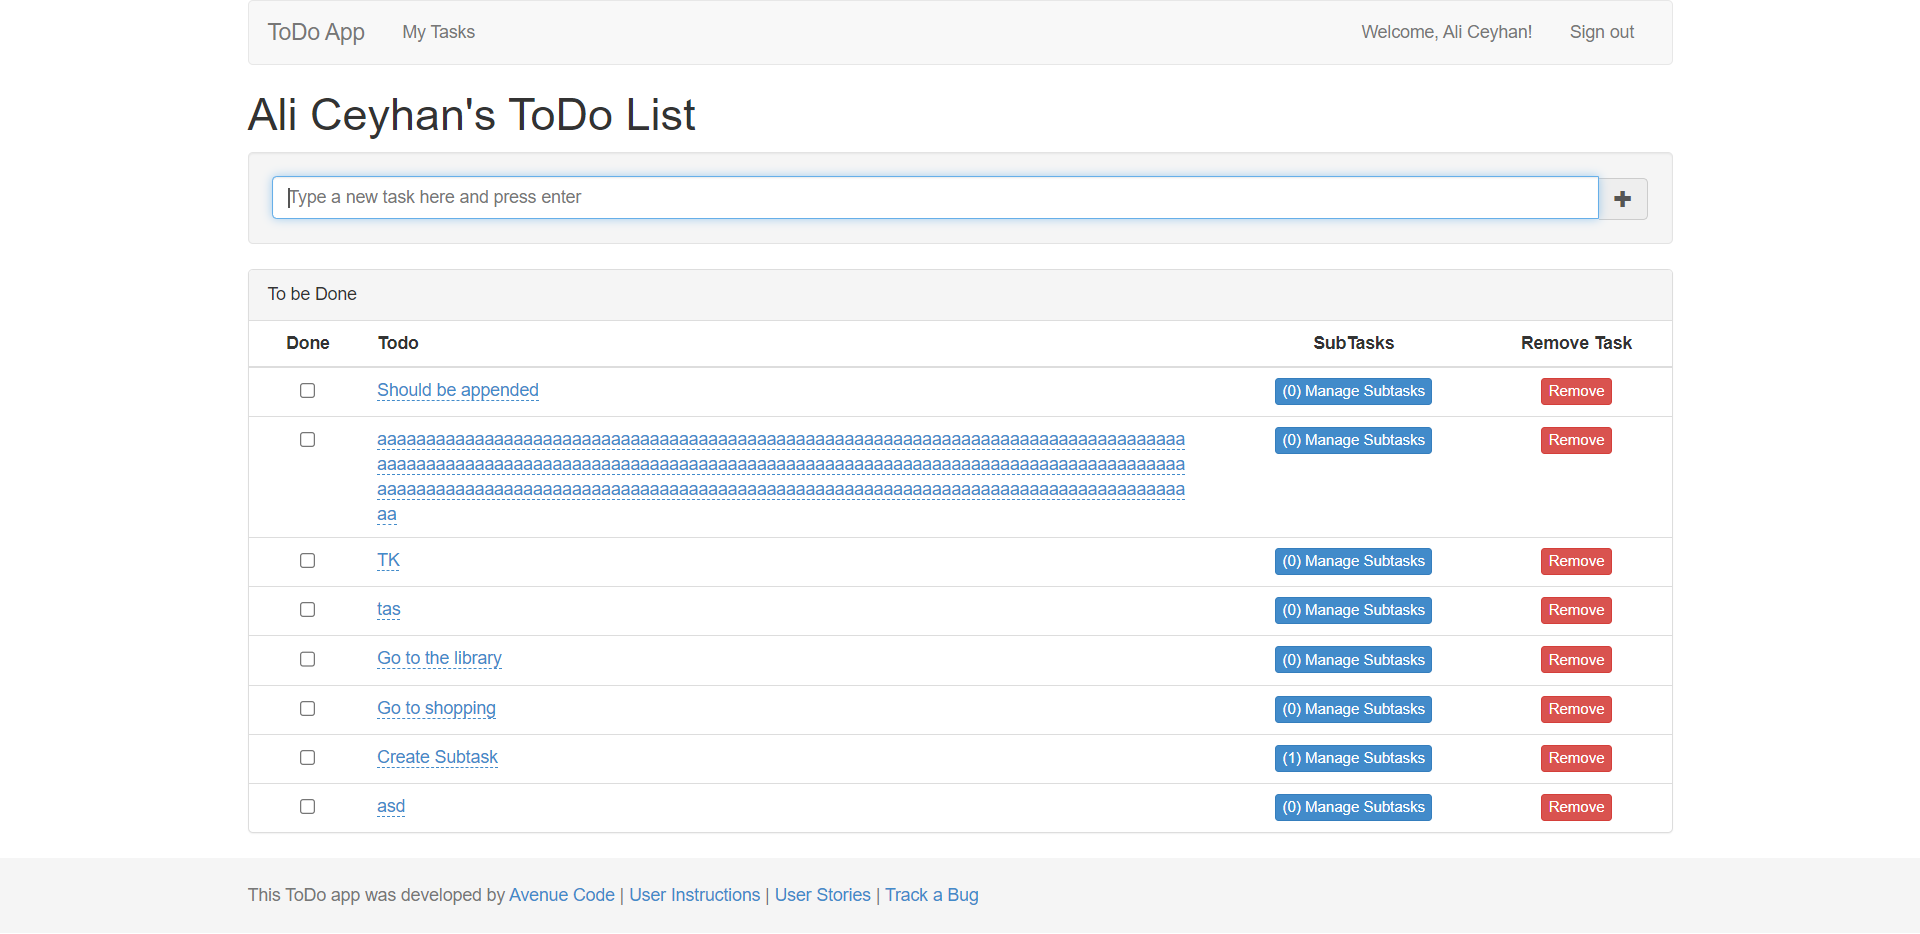 ToDo App My Tasks Welcome, Ali Ceyhan! Sign out
Ali Ceyhan's ToDo List
Type a new task here and press enter
To be Done
Done Todo SubTasks Remove Task
Should be appended (0) Manage Subtasks Remove
aaaaaaaaaaaaaaaaaaaaaaaaaaaaaaaaaaaaaaaaaaaaaaaaaaaaaaaaaaaaaaaaaaaaaaaaaaaaaaaaaaa (0) Manage Subtasks Remove
aaaaaaaaaaaaaaaaaaaaaaaaaaaaaaaaaaaaaaaaaaaaaaaaaaaaaaaaaaaaaaaaaaaaaaaaaaaaaaaaaaa
aaaaaaaaaaaaaaaaaaaaaaaaaaaaaaaaaaaaaaaaaaaaaaaaaaaaaaaaaaaaaaaaaaaaaaaaaaaaaaaaaaa
aa
TK (0) Manage Subtasks Remove
tas (0) Manage Subtasks Remove
Go to the library (0) Manage Subtasks Remove
Go to shopping (0) Manage Subtasks Remove
Create Subtask (1) Manage Subtasks Remove
asd (0) Manage Subtasks Remove
This ToDo app was developed by Avenue Code | User Instructions | User Stories | Track a Bug